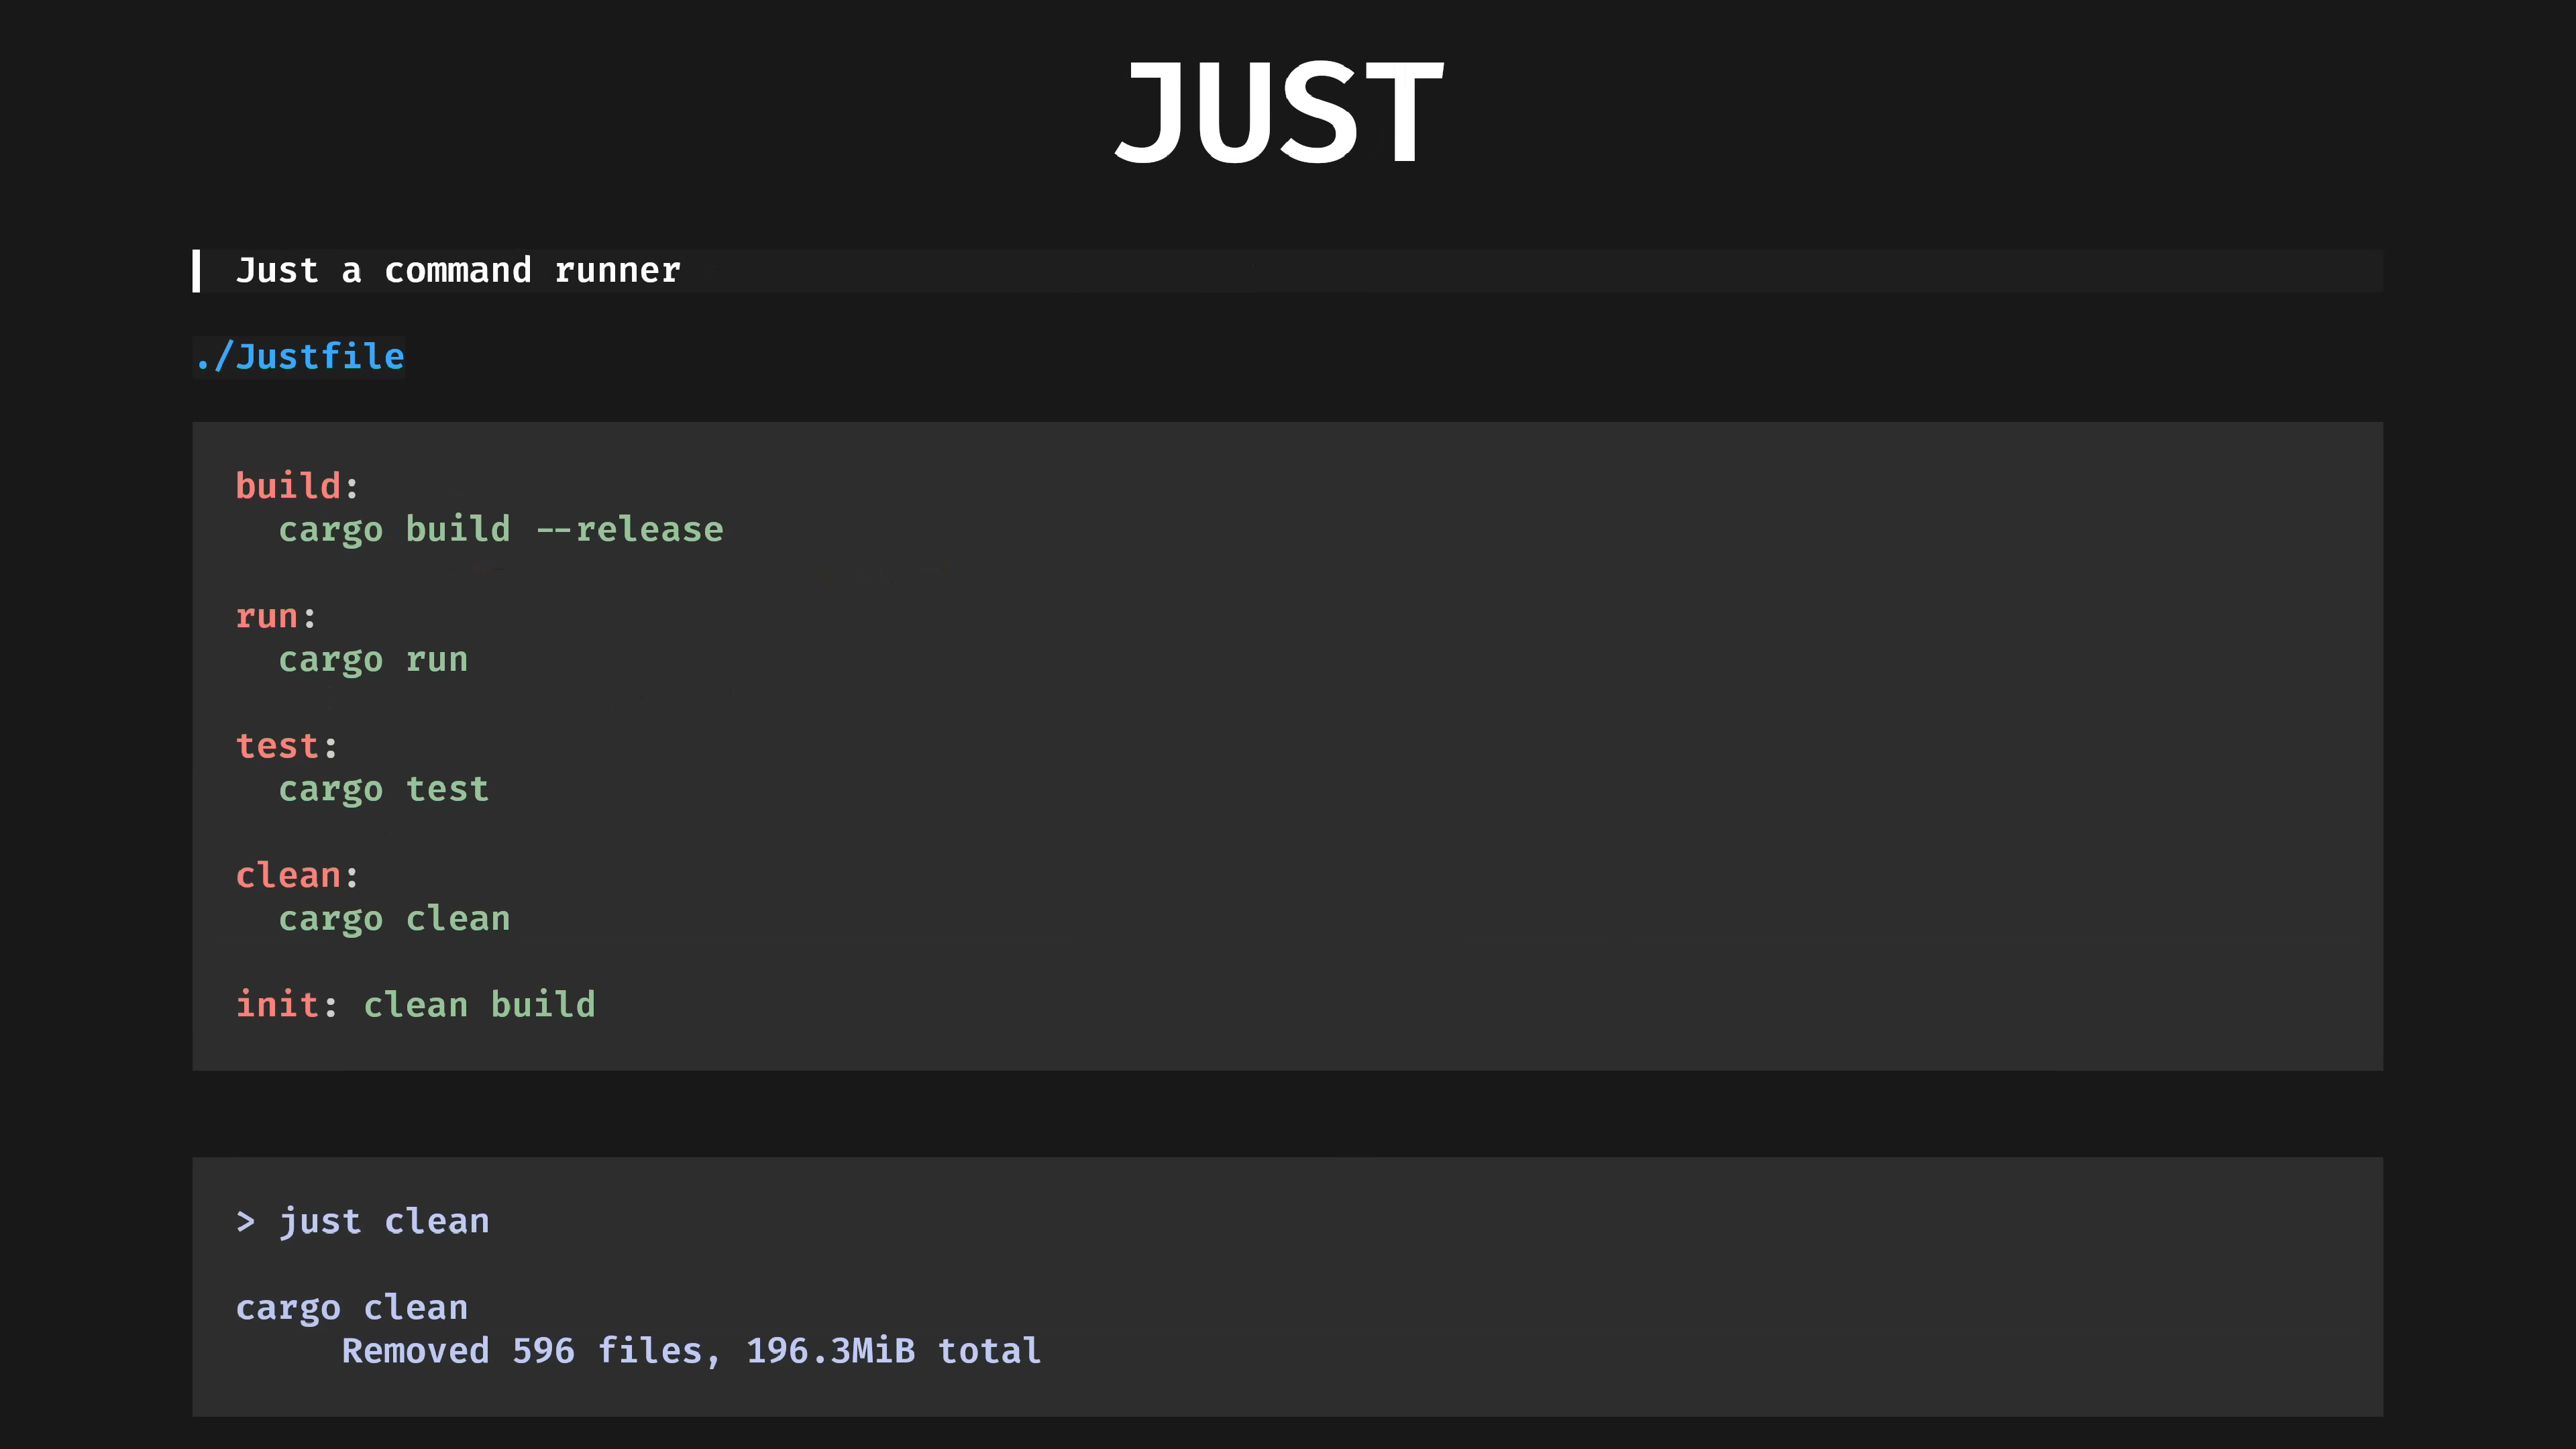 JUST
Just a command runner
./Justfile
build:
  cargo build --release
run:
  cargo run
test:
  cargo test
clean:
  cargo clean
init: clean build
> just clean
cargo clean
     Removed 596 files, 196.3MiB total